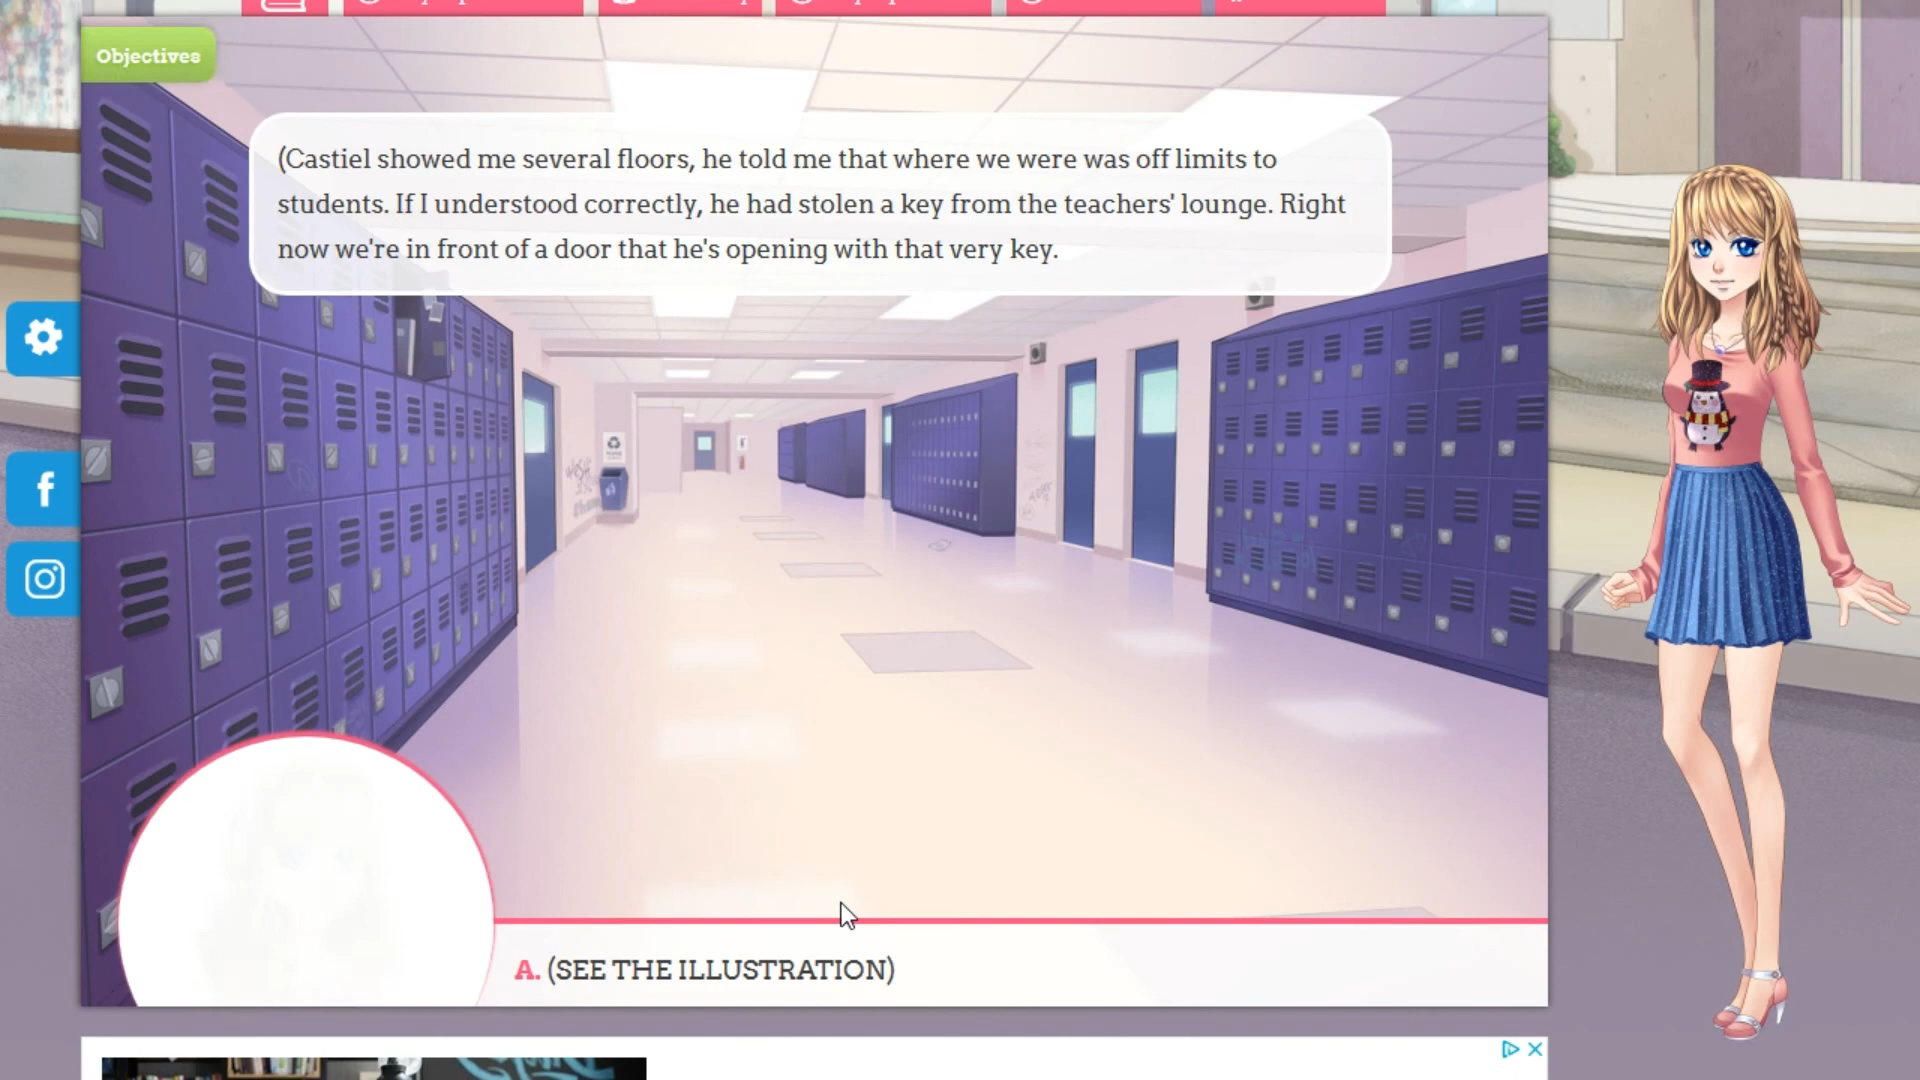 Objectives
(Castiel showed me several floors, he told me that where we were was off limits to
students. If I understood correctly, he had stolen a key from the teachers' lounge. Right
now we're in front of a door that he's opening with that very key.
A. (SEE THE ILLUSTRATION)